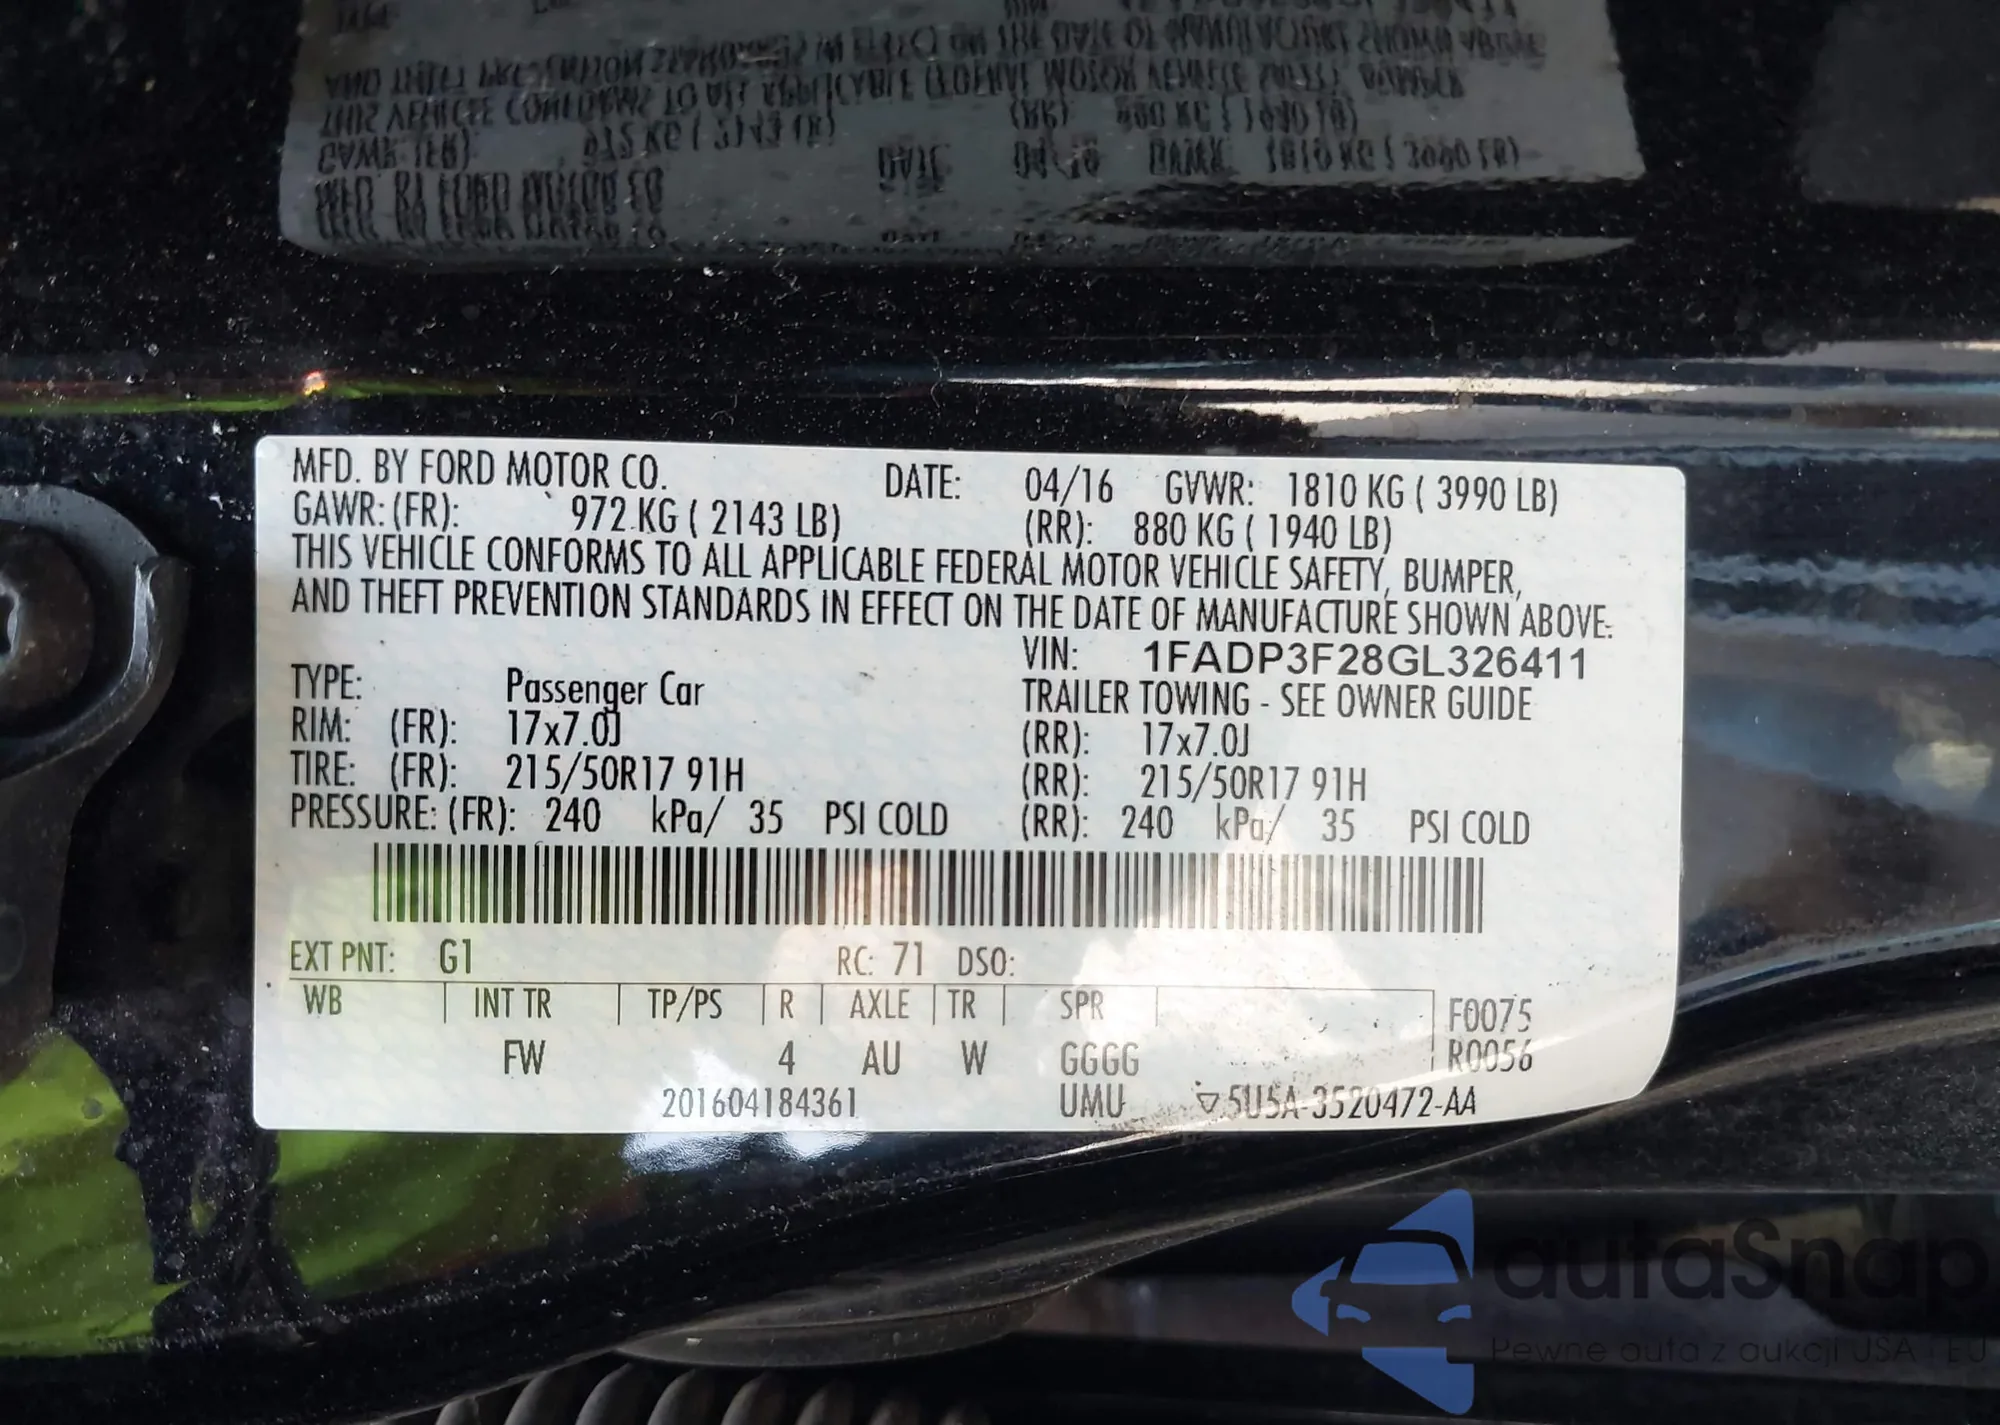 MFD. BY FORD MOTOR CO. DATE: 04/16 GVWR: 1810 KG ( 3990 LB)
GAWR: (FR): 972 KG ( 2143 LB) (RR): 880 KG ( 1940 LB)
THIS VEHICLE CONFORMS TO ALL APPLICABLE FEDERAL MOTOR VEHICLE SAFETY, BUMPER,
AND THEFT PREVENTION STANDARDS IN EFFECT ON THE DATE OF MANUFACTURE SHOWN ABOVE.
VIN: 1FADP3F28GL326411
TYPE: Passenger Car TRAILER TOWING - SEE OWNER GUIDE
RIM: (FR): 17x7.0J (RR): 17x7.0J
TIRE: (FR): 215/50R17 91H (RR): 215/50R17 91H
PRESSURE: (FR): 240 kPa/ 35 PSI COLD (RR): 240 kPa/ 35 PSI COLD
EXT PNT: G1 RC: 71 DSO:
WB INT TR TP/PS R AXLE TR SPR F0075
FW 4 AU W GGGG R0056
201604184361 UMU ▽5U5A-3520472-AA
autaSnap
Pewne auta z aukcji USA i EU